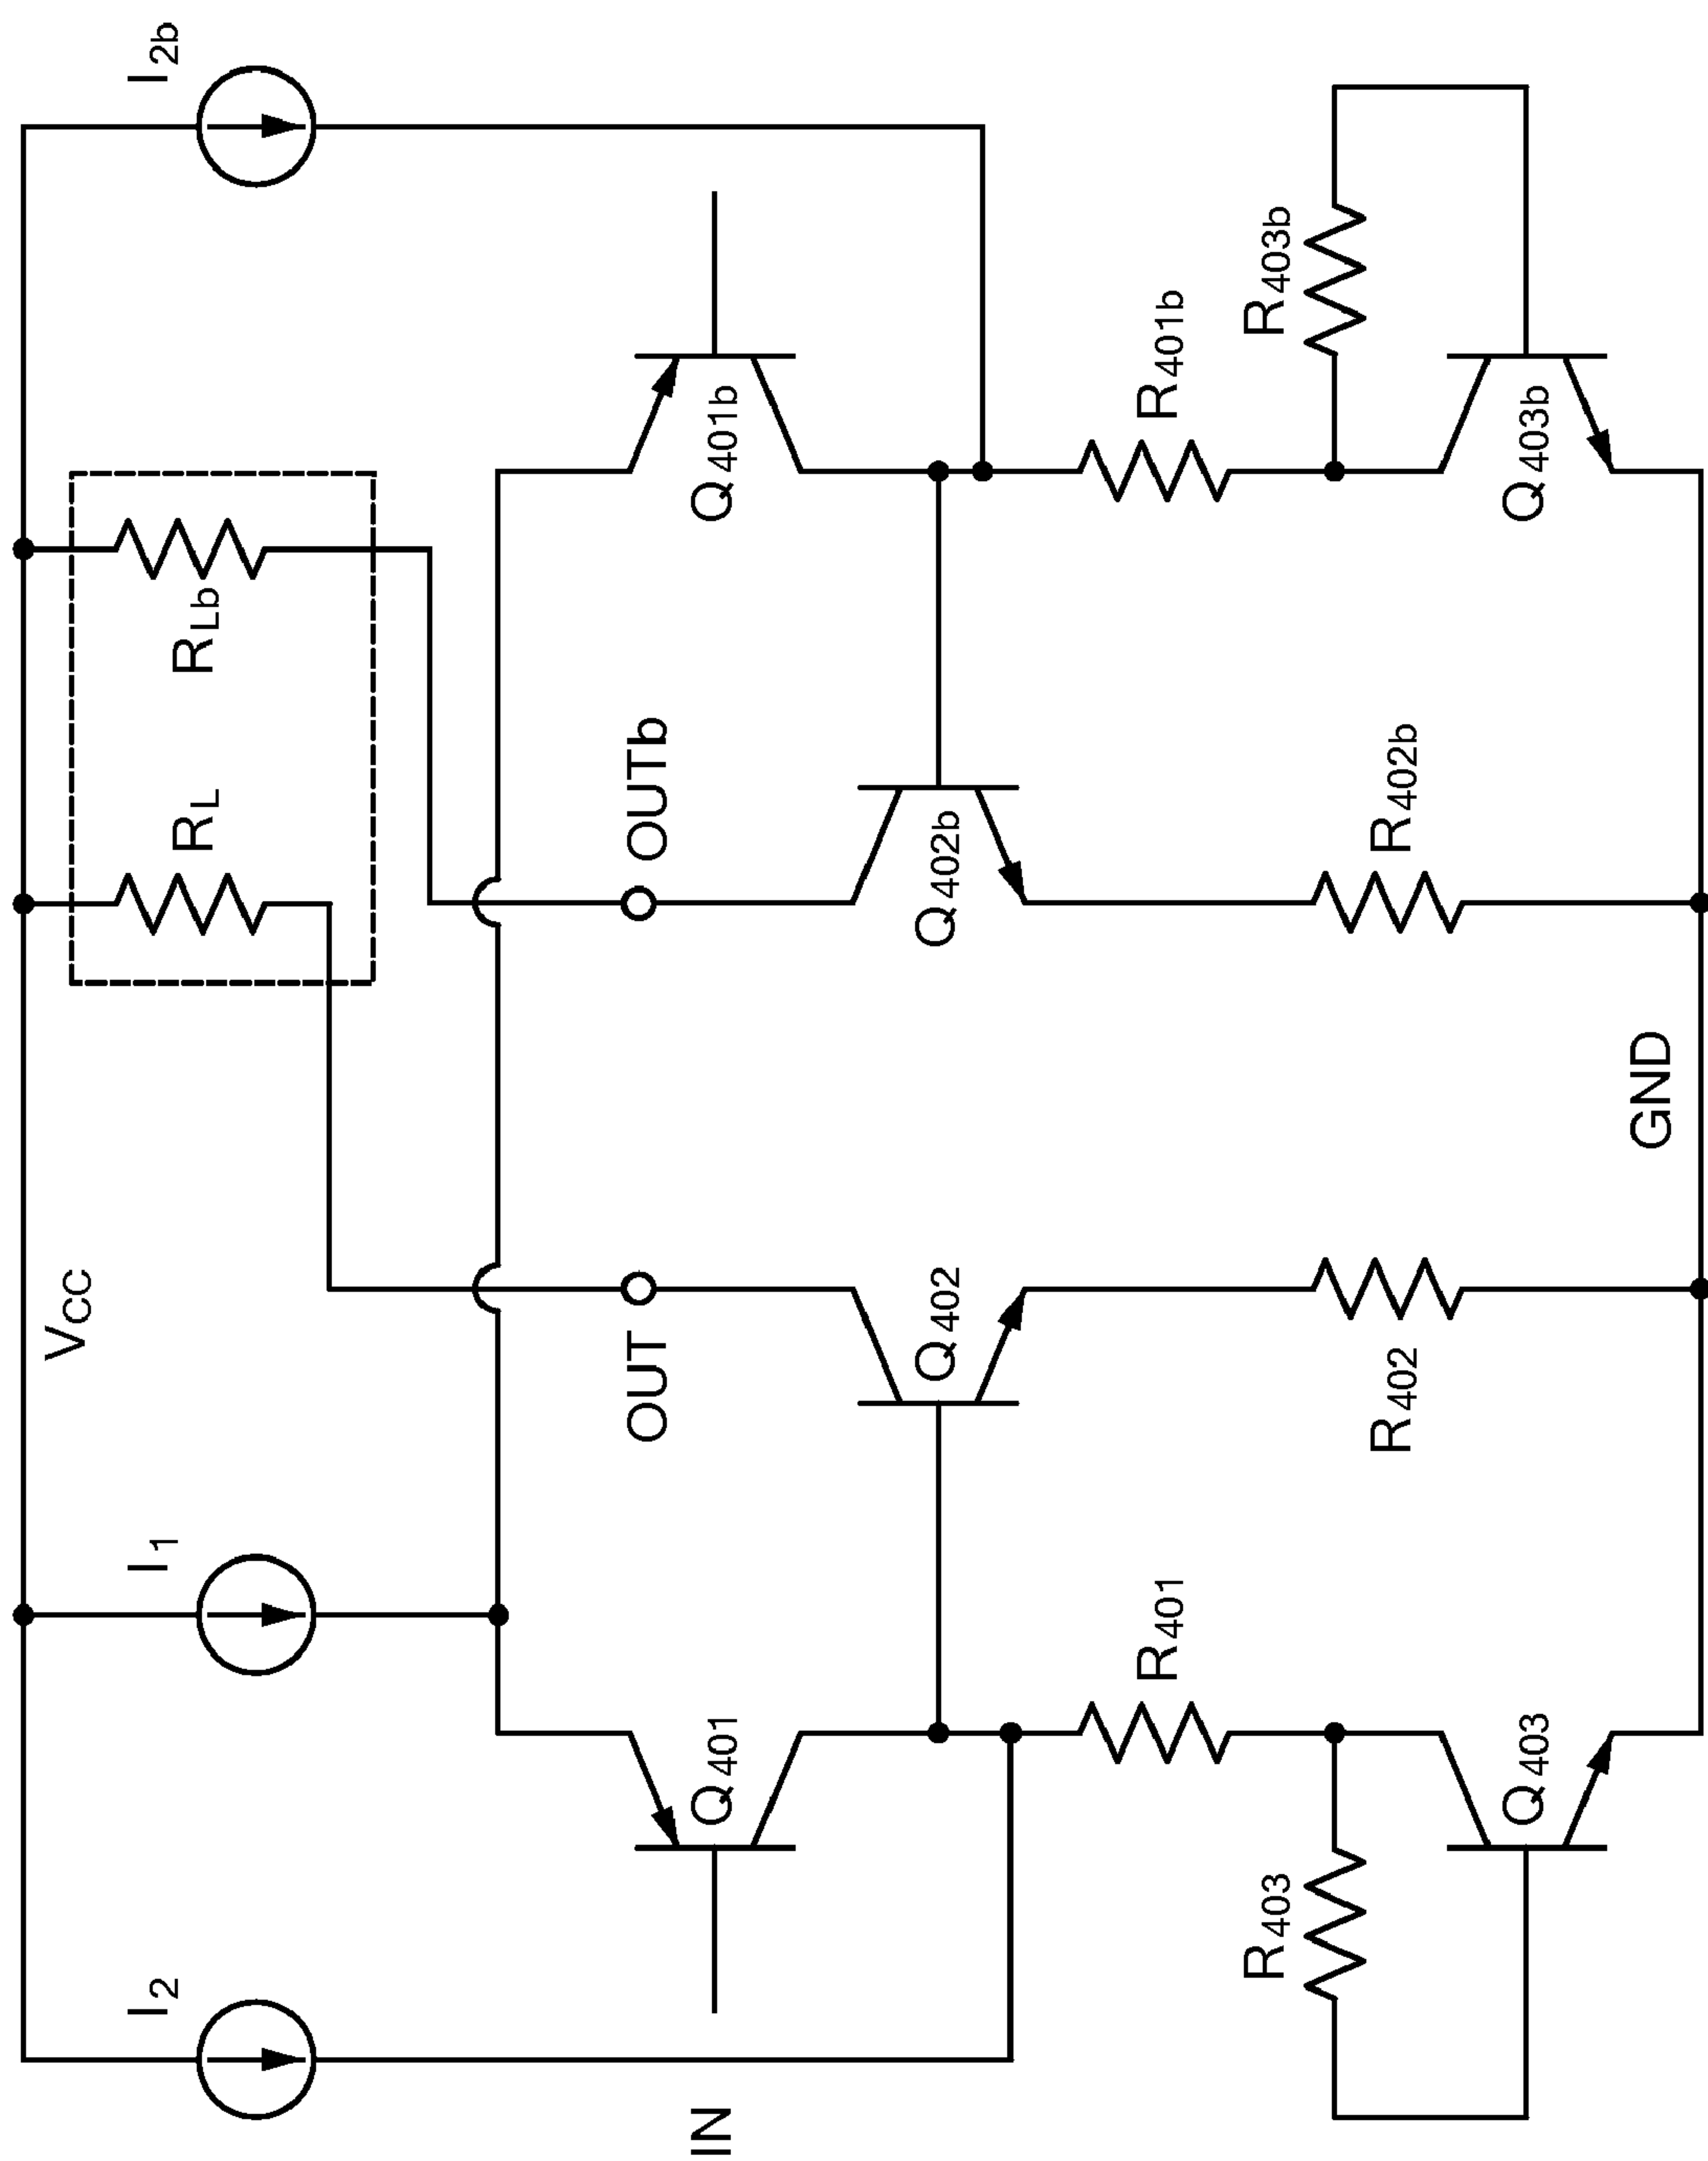 VCC
I2
I1
RL
RLb
I2b
IN
Q401
OUT
OUTb
Q401b
Q402
Q402b
R401
R401b
R403
R402
R402b
R403b
Q403
GND
Q403b